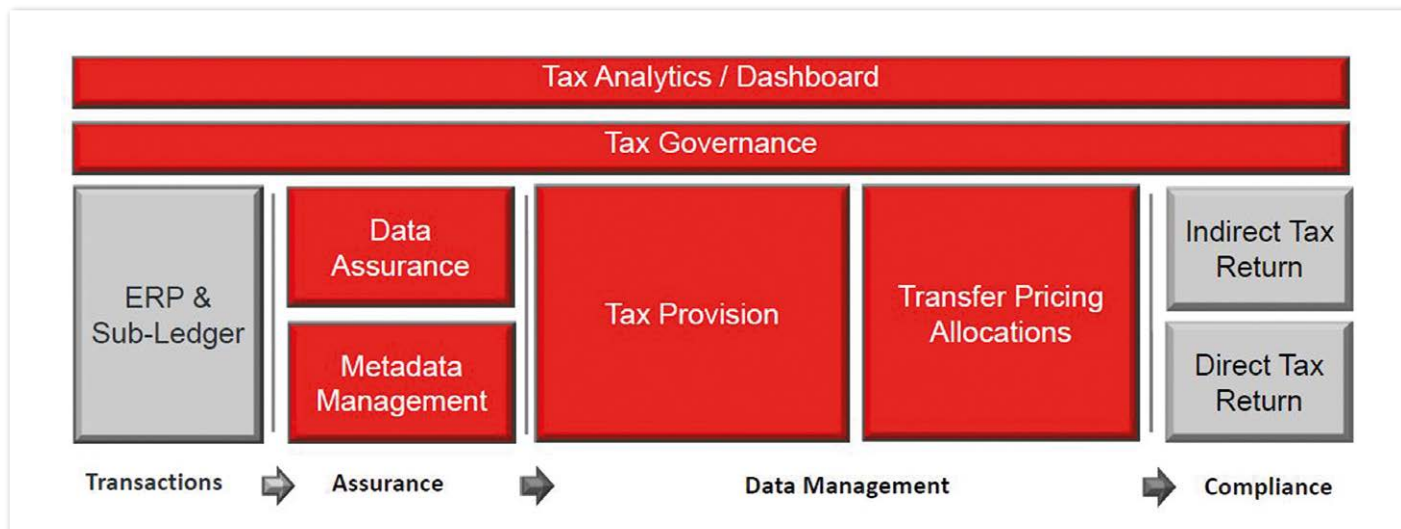 Tax Analytics / Dashboard
Tax Governance
ERP &
Sub-Ledger
Data
Assurance
Metadata
Management
Tax Provision
Transfer Pricing
Allocations
Indirect Tax
Return
Direct Tax
Return
Transactions
Assurance
Data Management
Compliance